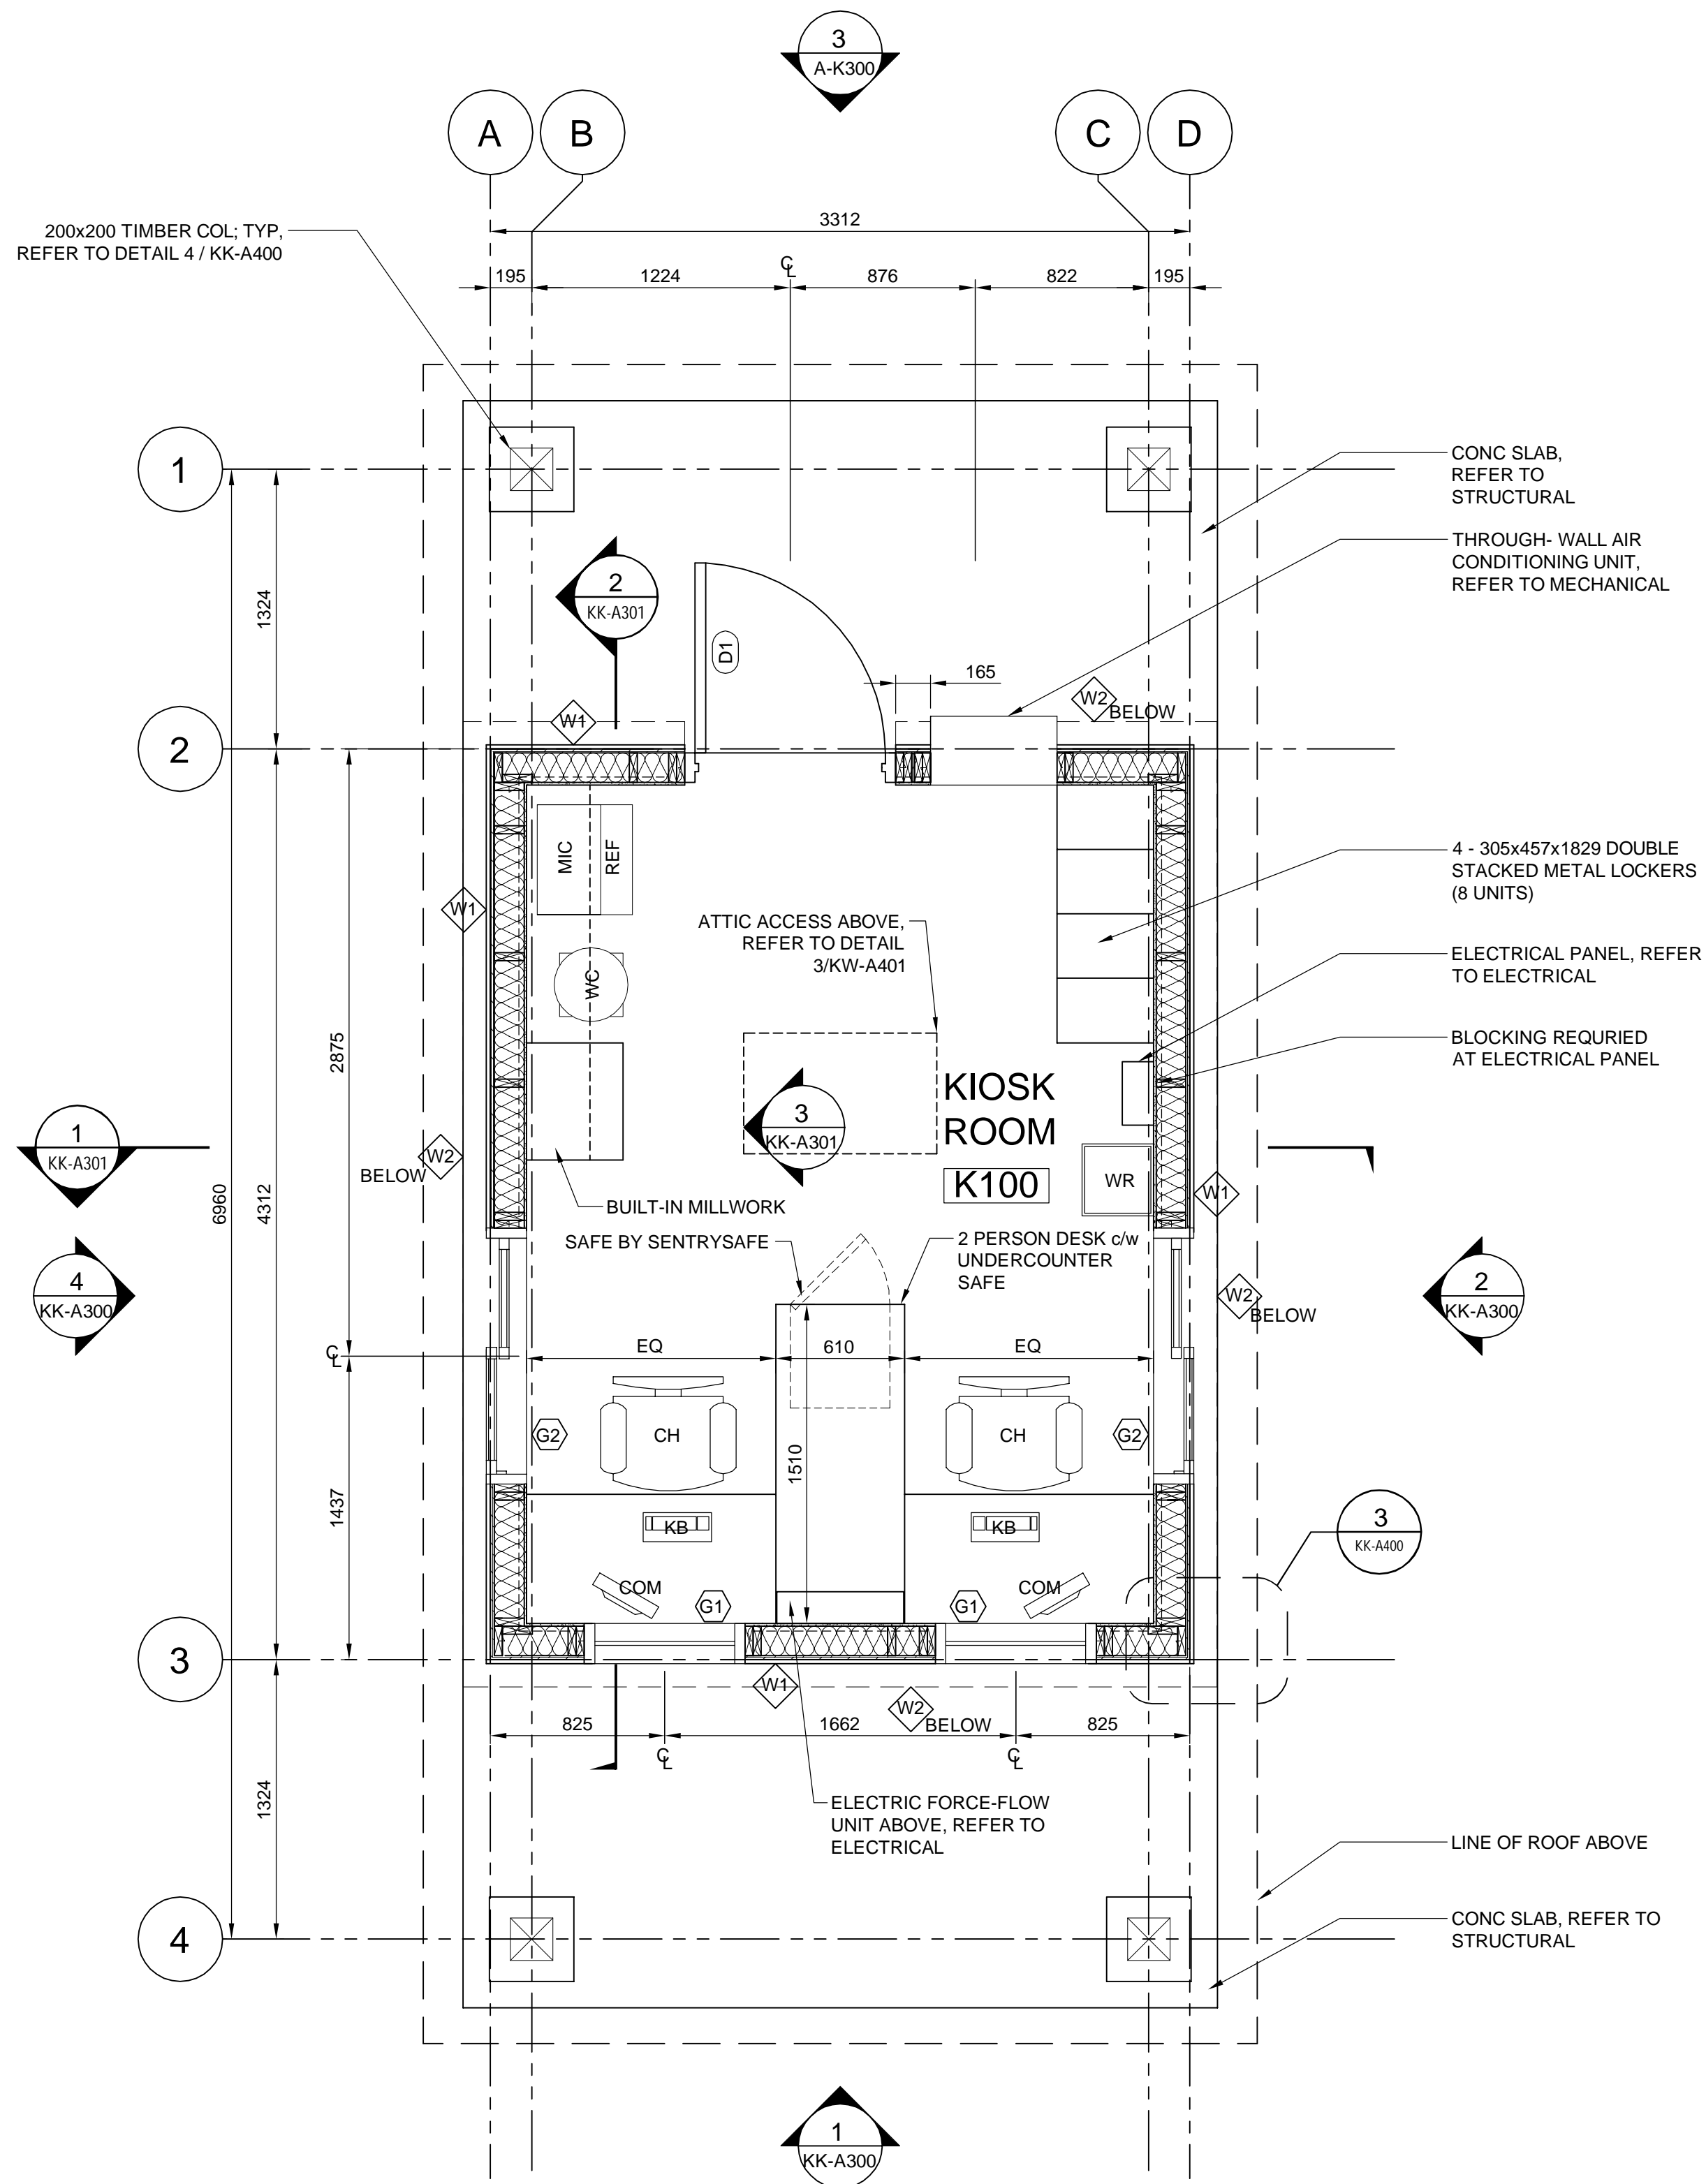 3
A-K300
A
B
C
D
200x200 TIMBER COL; TYP,
REFER TO DETAIL 4 / KK-A400
3312
195
1224
CL
876
822
195
1
CONC SLAB,
REFER TO
STRUCTURAL
THROUGH- WALL AIR
CONDITIONING UNIT,
REFER TO MECHANICAL
1324
2
KK-A301
D1
165
W1
W2
BELOW
2
MIC
REF
4 - 305x457x1829 DOUBLE
STACKED METAL LOCKERS
(8 UNITS)
W1
ATTIC ACCESS ABOVE,
REFER TO DETAIL
3/KW-A401
WC
ELECTRICAL PANEL, REFER
TO ELECTRICAL
BLOCKING REQURIED
AT ELECTRICAL PANEL
2875
KIOSK
ROOM
K100
3
KK-A301
1
KK-A301
W2
BELOW
WR
W1
6960
4312
BUILT-IN MILLWORK
SAFE BY SENTRYSAFE
2 PERSON DESK c/w
UNDERCOUNTER
SAFE
4
KK-A300
W2
BELOW
2
KK-A300
CL
EQ
610
EQ
G2
CH
CH
G2
1510
1437
KB
KB
3
KK-A400
COM
G1
G1
COM
3
W1
W2
BELOW
825
1662
825
CL
CL
1324
ELECTRIC FORCE-FLOW
UNIT ABOVE, REFER TO
ELECTRICAL
LINE OF ROOF ABOVE
4
CONC SLAB, REFER TO
STRUCTURAL
1
KK-A300